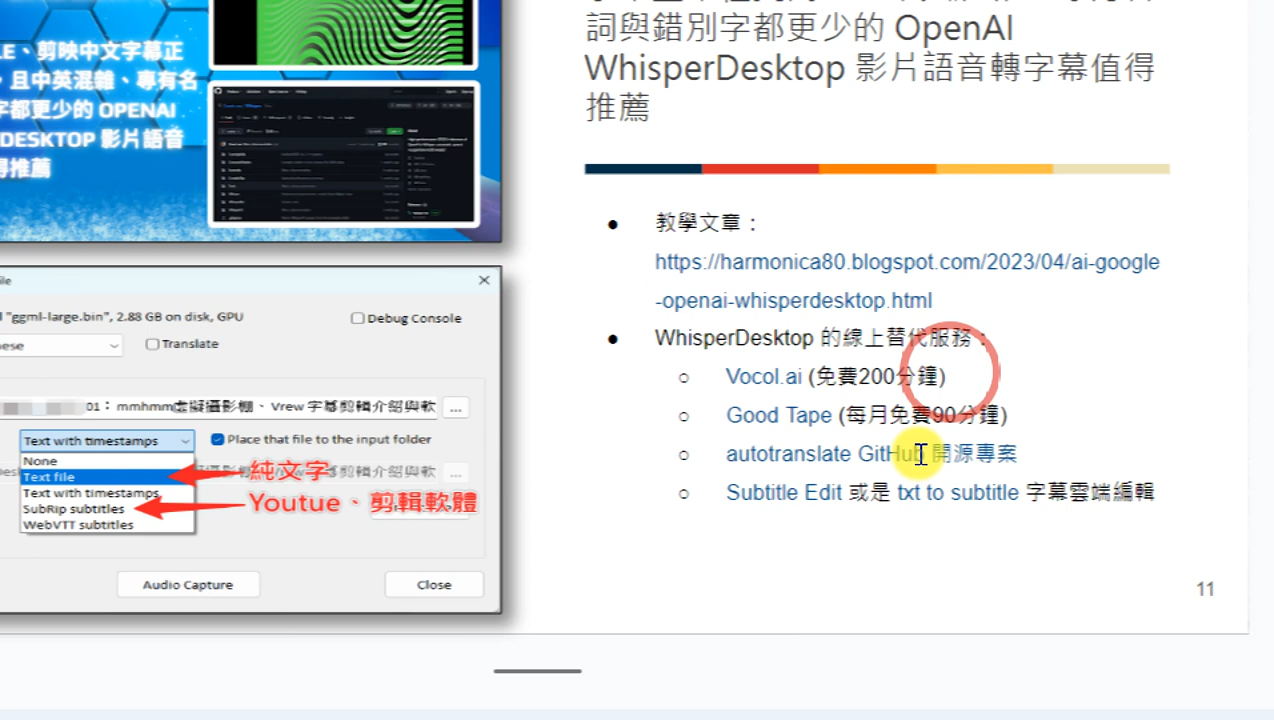 詞與錯別字都更少的 OpenAI
WhisperDesktop 影片語音轉字幕值得
推薦
、剪映中文字幕正
且中英混雜、專有名
字都更少的 OPENAI
DESKTOP 影片語音
得推薦
"ggml-large.bin", 2.88 GB on disk, GPU
Debug Console
Translate
01：mmhmm虛擬攝影棚、Vrew 字幕剪輯介紹與軟
...
Text with timestamps
Place that file to the input folder
None
Text file
Text with timestamps
SubRip subtitles
WebVTT subtitles
純文字
Youtue、剪輯軟體
...
Audio Capture
Close
教學文章：
https://harmonica80.blogspot.com/2023/04/ai-google
-openai-whisperdesktop.html
WhisperDesktop 的線上替代服務：
Vocol.ai (免費200分鐘)
Good Tape (每月免費90分鐘)
autotranslate GitHub 開源專案
Subtitle Edit 或是 txt to subtitle 字幕雲端編輯
11